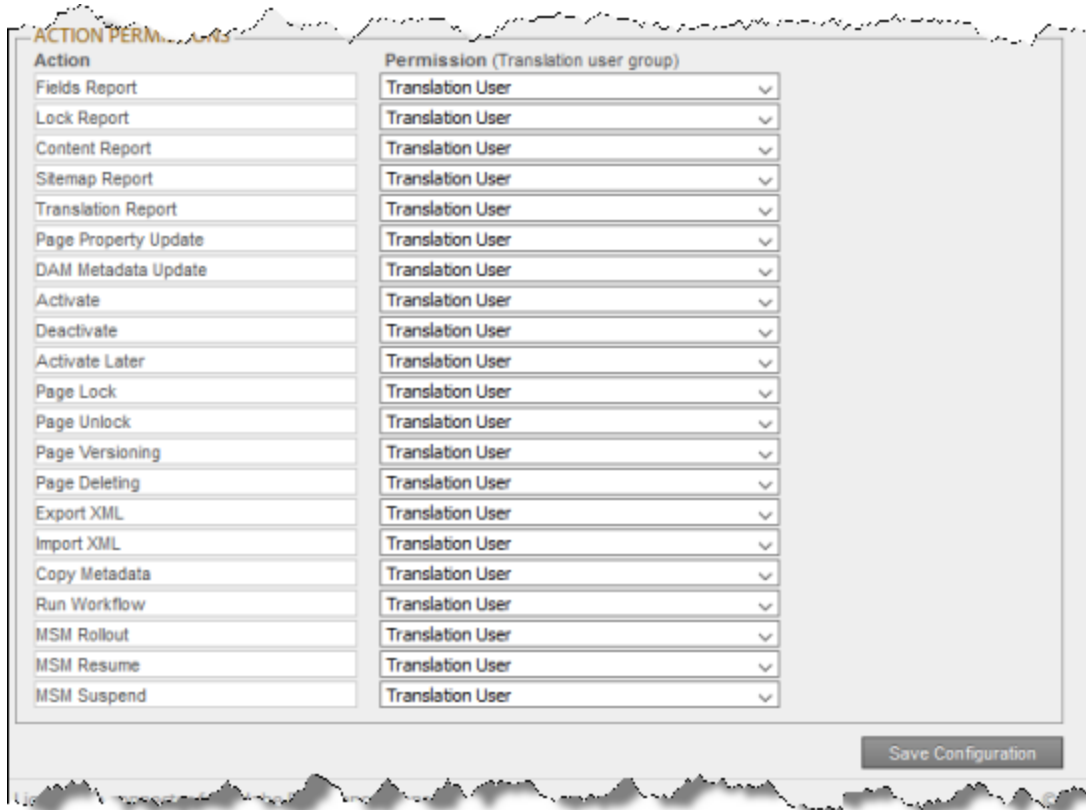 ACTION
Action Permission (Translation user group)
Fields Report Translation User
Lock Report Translation User
Content Report Translation User
Sitemap Report Translation User
Translation Report Translation User
Page Property Update Translation User
DAM Metadata Update Translation User
Activate Translation User
Deactivate Translation User
Activate Later Translation User
Page Lock Translation User
Page Unlock Translation User
Page Versioning Translation User
Page Deleting Translation User
Export XML Translation User
Import XML Translation User
Copy Metadata Translation User
Run Workflow Translation User
MSM Rollout Translation User
MSM Resume Translation User
MSM Suspend Translation User
Save Configuration